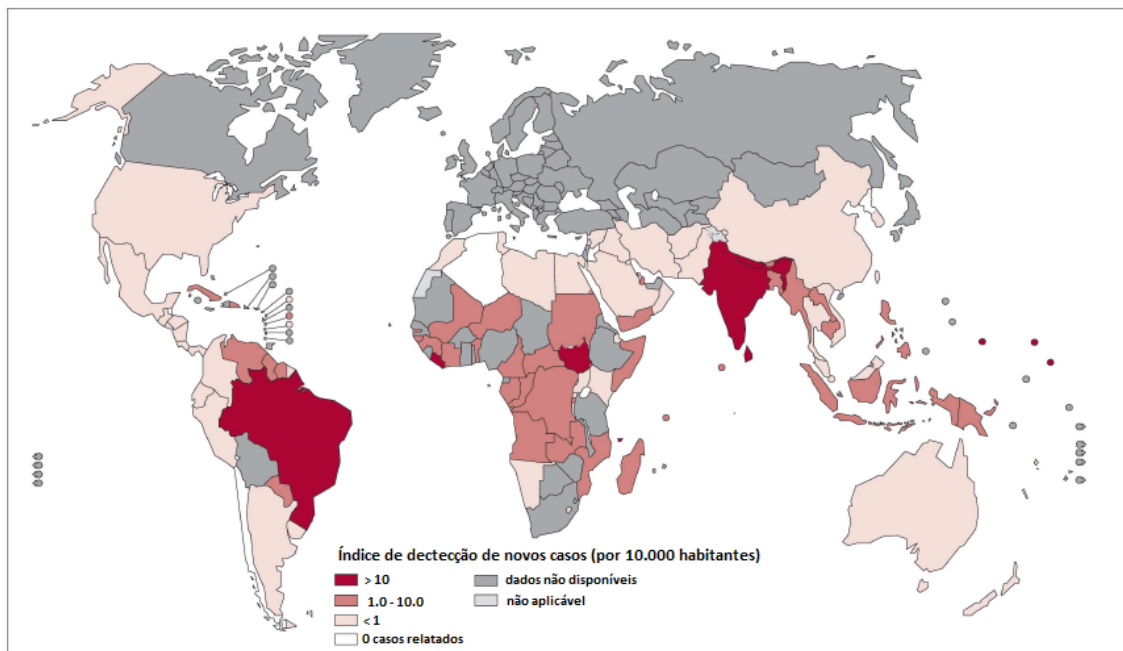 Índice de dectecção de novos casos (por 10.000 habitantes)
> 10
1.0 - 10.0
< 1
0 casos relatados
dados não disponíveis
não aplicável